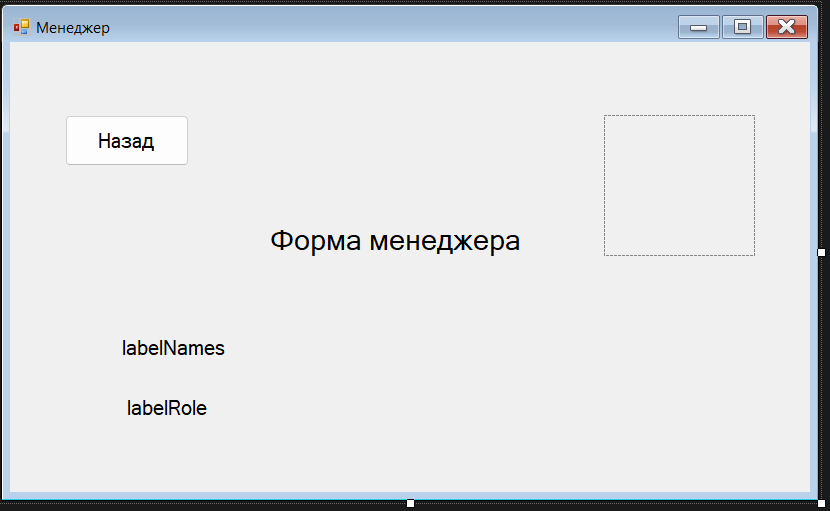 Менеджер
Назад
Форма менеджера
labelNames
labelRole